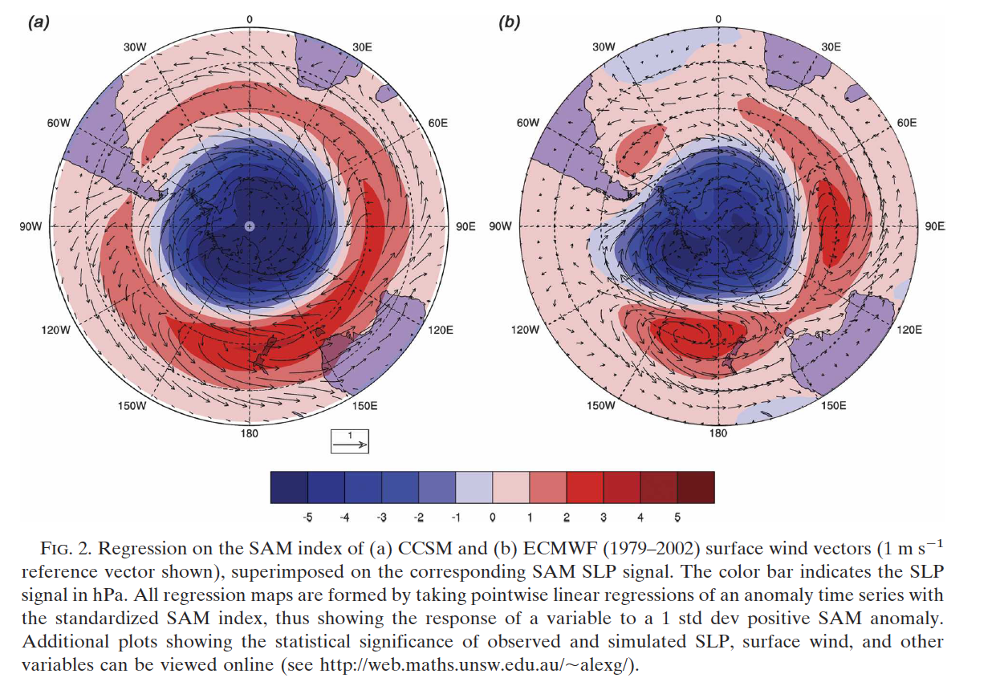 (a)
(b)
0
30W
30E
60W
60E
90W
90E
120W
120E
150W
150E
180
0
30W
30E
60W
60E
90W
90E
120W
120E
150W
150E
180
1
-5 -4 -3 -2 -1 0 1 2 3 4 5
FIG. 2. Regression on the SAM index of (a) CCSM and (b) ECMWF (1979–2002) surface wind vectors (1 m s⁻¹
reference vector shown), superimposed on the corresponding SAM SLP signal. The color bar indicates the SLP
signal in hPa. All regression maps are formed by taking pointwise linear regressions of an anomaly time series with
the standardized SAM index, thus showing the response of a variable to a 1 std dev positive SAM anomaly.
Additional plots showing the statistical significance of observed and simulated SLP, surface wind, and other
variables can be viewed online (see http://web.maths.unsw.edu.au/~alexg/).